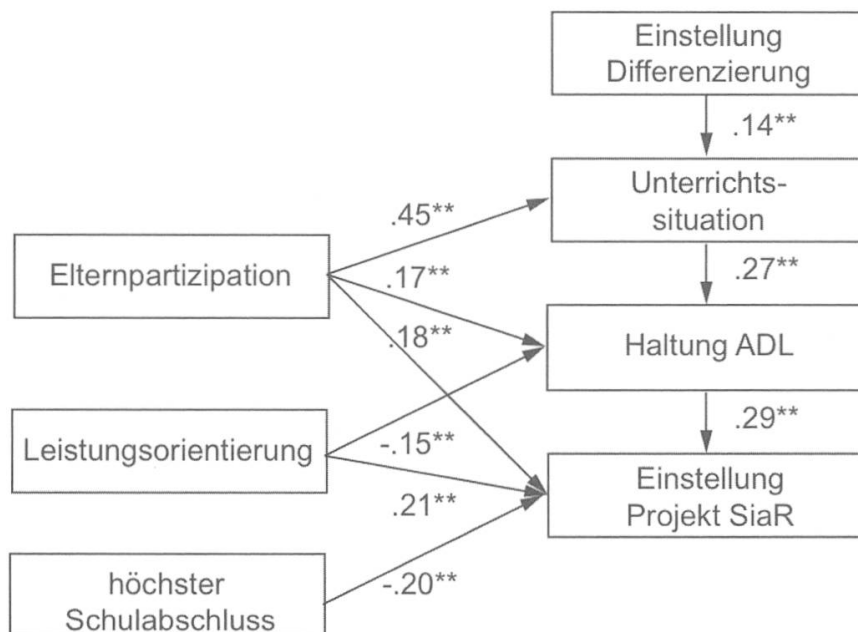 Einstellung
Differenzierung
.14**
Unterrichts-
situation
.45**
Elternpartizipation
.17**
.27**
.18**
Haltung ADL
Leistungsorientierung
-.15**
.29**
.21**
Einstellung
Projekt SiaR
höchster
Schulabschluss
-.20**